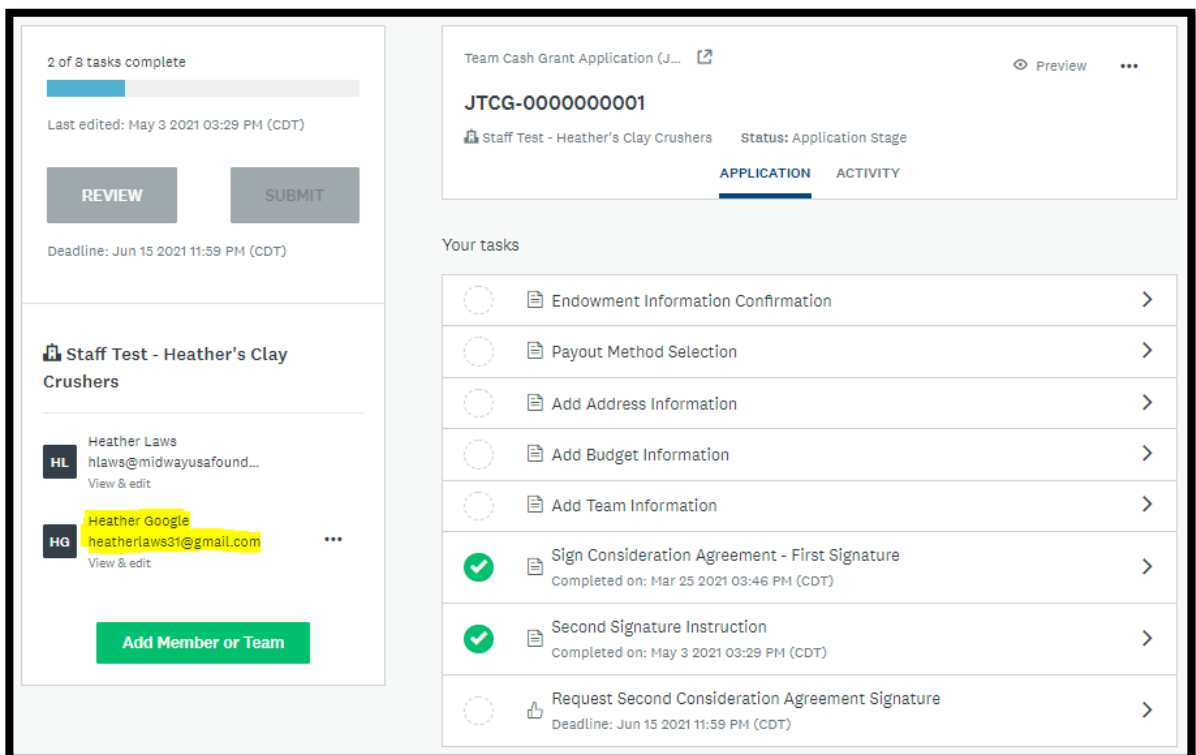 2 of 8 tasks complete
Last edited: May 3 2021 03:29 PM (CDT)
REVIEW
SUBMIT
Deadline: Jun 15 2021 11:59 PM (CDT)
Staff Test - Heather's Clay
Crushers
HL
Heather Laws
hlaws@midwayusafound...
View & edit
HG
Heather Google
heatherlaws31@gmail.com
View & edit
Add Member or Team
Team Cash Grant Application (J...
Preview
JTCG-0000000001
Staff Test - Heather's Clay Crushers Status: Application Stage
APPLICATION ACTIVITY
Your tasks
Endowment Information Confirmation
Payout Method Selection
Add Address Information
Add Budget Information
Add Team Information
Sign Consideration Agreement - First Signature
Completed on: Mar 25 2021 03:46 PM (CDT)
Second Signature Instruction
Completed on: May 3 2021 03:29 PM (CDT)
Request Second Consideration Agreement Signature
Deadline: Jun 15 2021 11:59 PM (CDT)